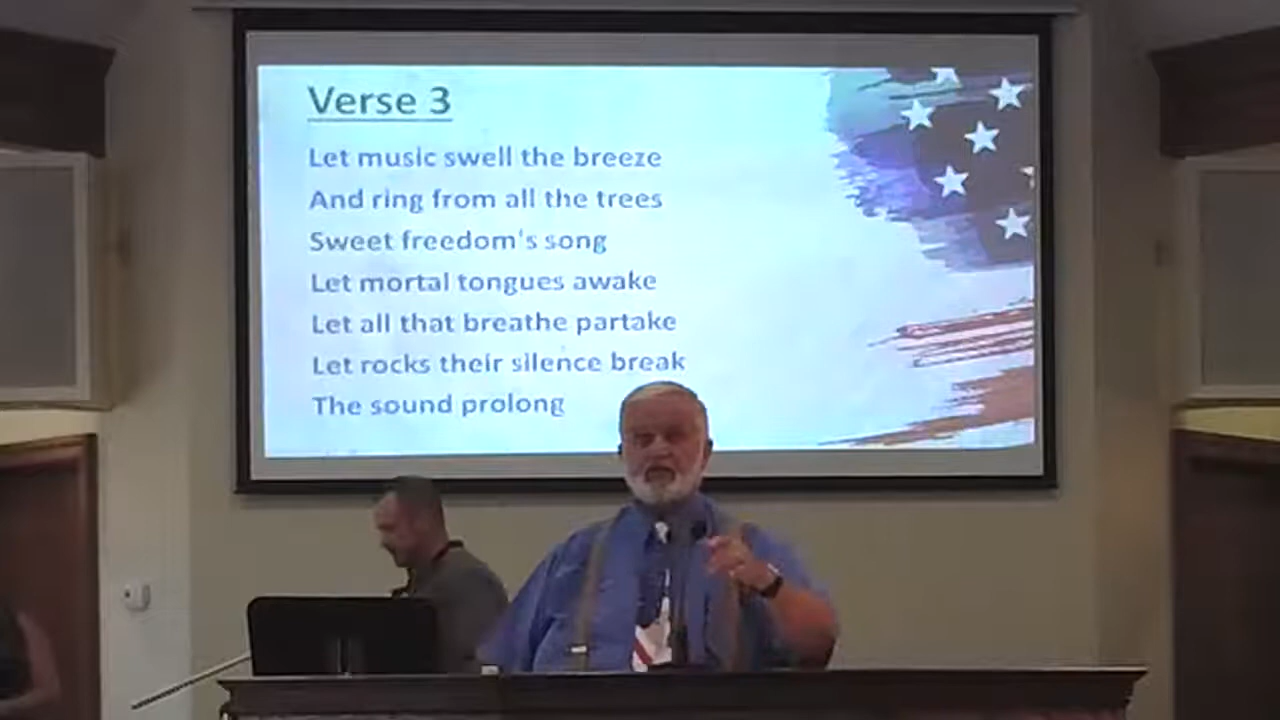 Verse 3
Let music swell the breeze
And ring from all the trees
Sweet freedom's song
Let mortal tongues awake
Let all that breathe partake
Let rocks their silence break
The sound prolong